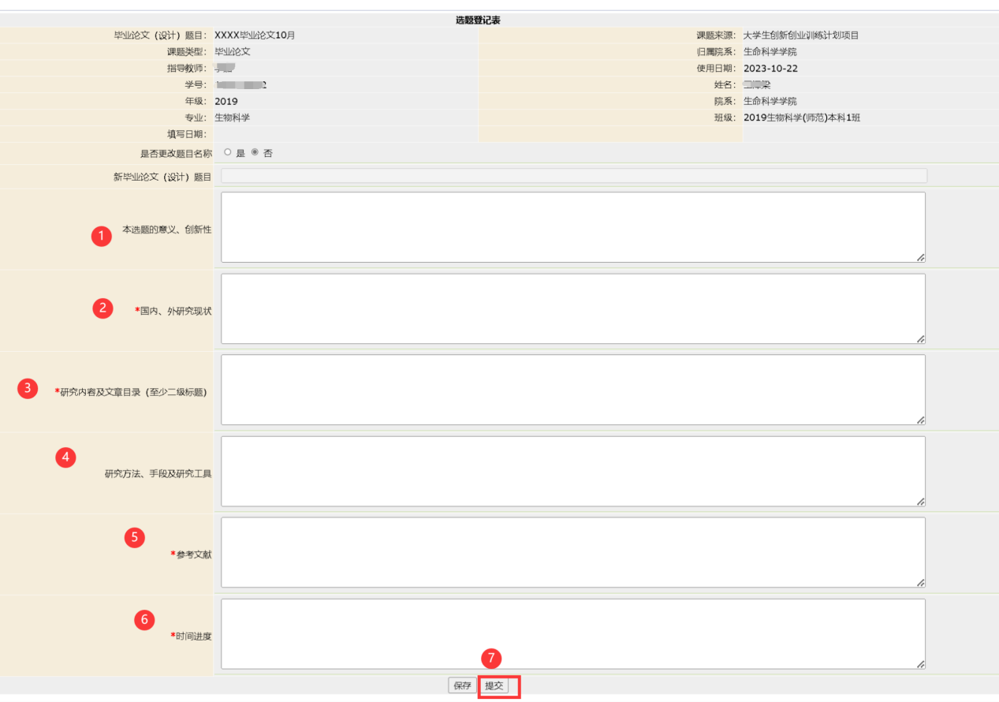 选题登记表
毕业论文（设计）题目： XXXX毕业论文10月 课题来源： 大学生创新创业训练计划项目
课题类型： 毕业论文 归属院系： 生命科学学院
指导教师： 使用日期： 2023-10-22
学号： 2 姓名： 梁
年级： 2019 院系： 生命科学学院
专业： 生物科学 班级： 2019生物科学(师范)本科1班
填写日期：
是否更改题目名称 是 否
新毕业论文（设计）题目
1 本选题的意义、创新性
2 *国内、外研究现状
3 *研究内容及文章目录（至少二级标题)
4 研究方法、手段及研究工具
5 *参考文献
6 *时间进度
7
保存 提交